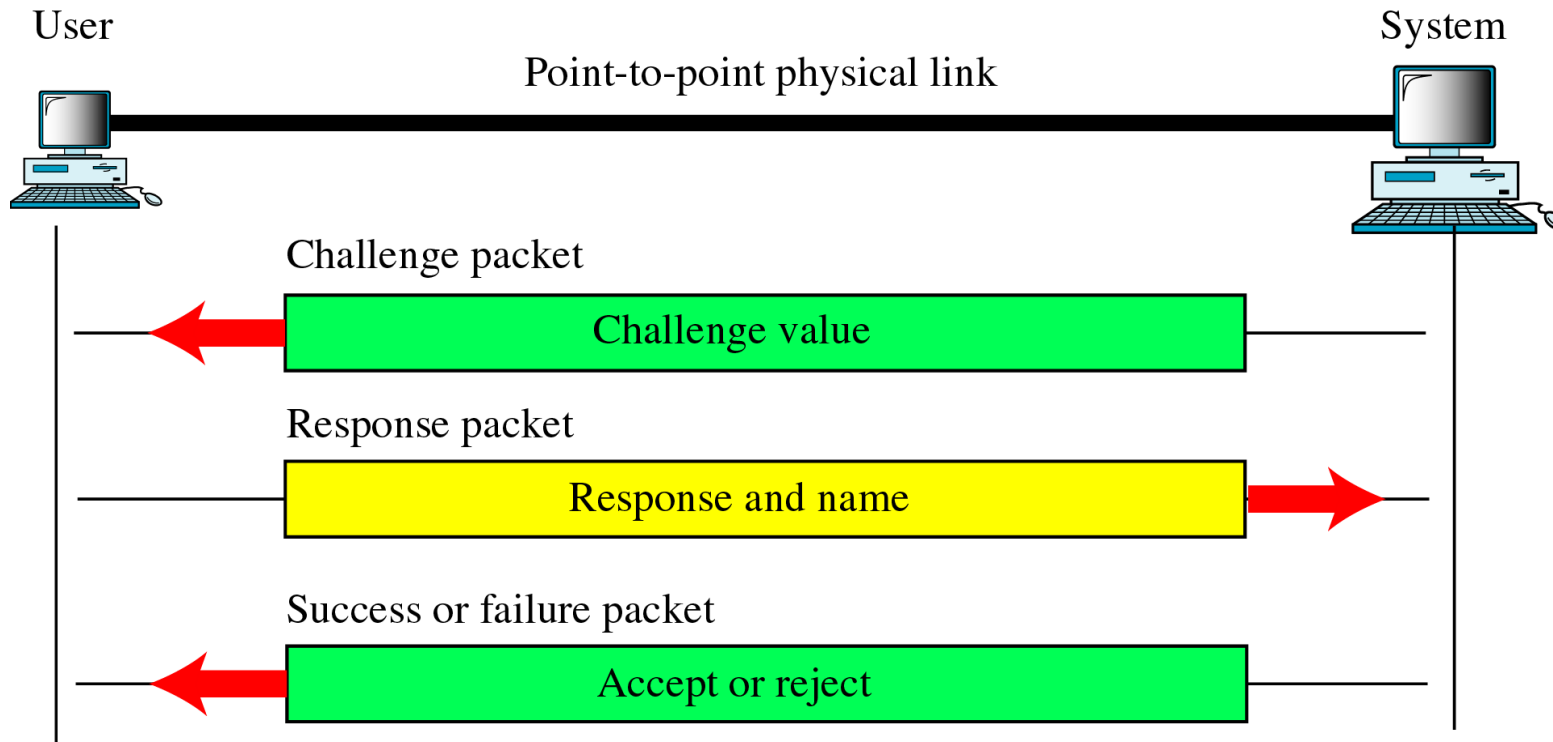 User
System
Point-to-point physical link
Challenge packet
Challenge value
Response packet
Response and name
Success or failure packet
Accept or reject